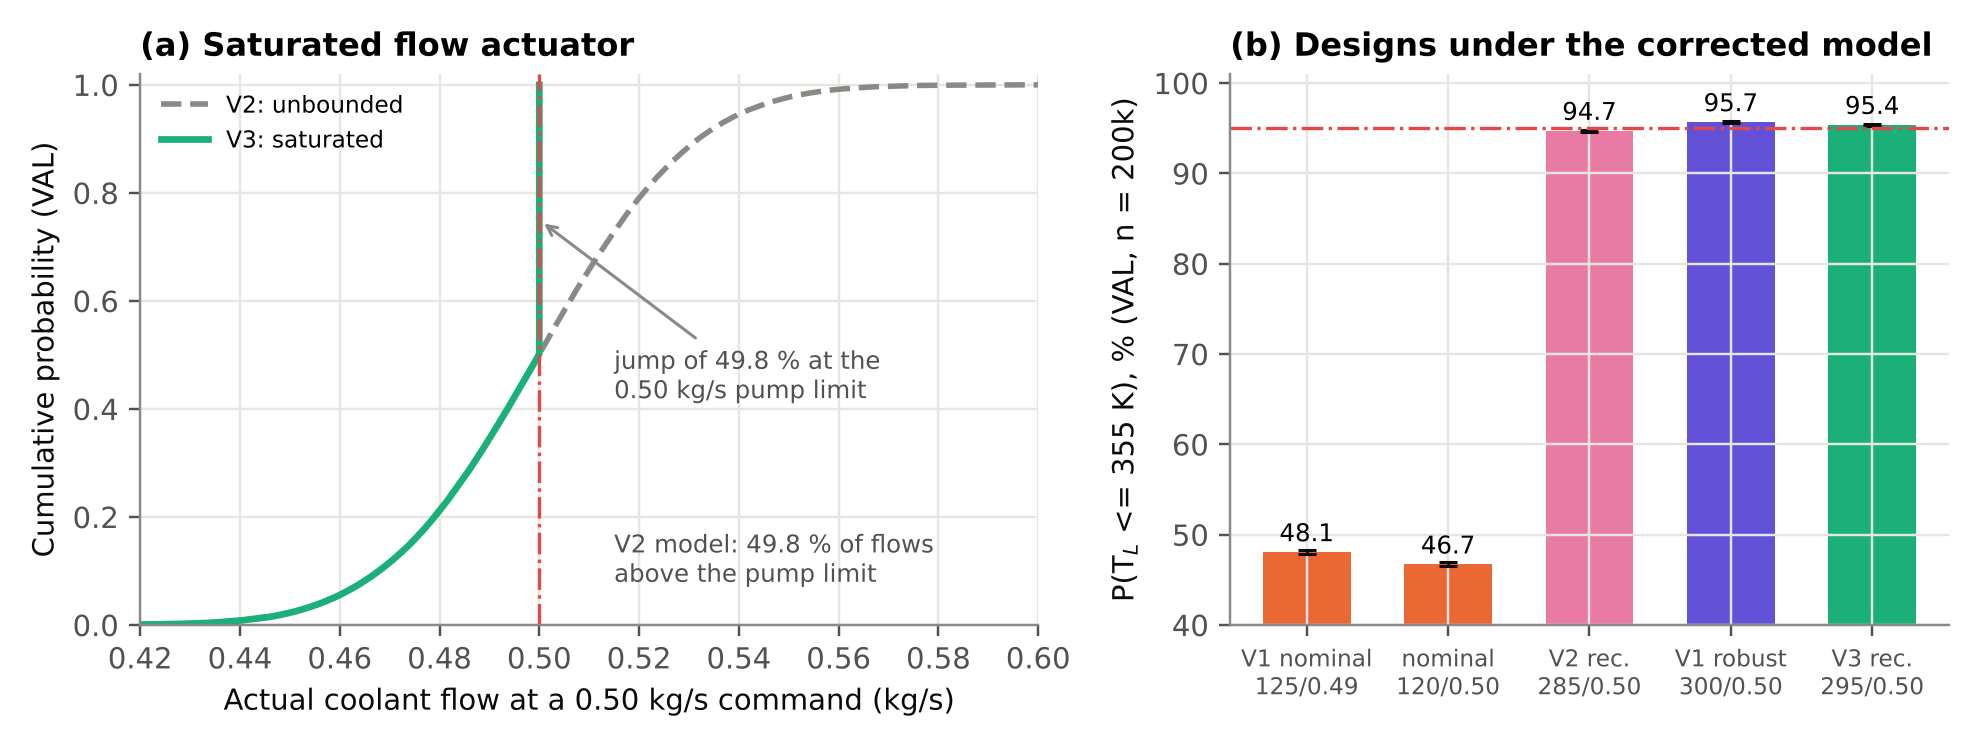 (a) Saturated flow actuator
V2: unbounded
V3: saturated
Cumulative probability (VAL)
1.0
0.8
0.6
0.4
0.2
0.0
jump of 49.8 % at the
0.50 kg/s pump limit
V2 model: 49.8 % of flows
above the pump limit
0.42 0.44 0.46 0.48 0.50 0.52 0.54 0.56 0.58 0.60
Actual coolant flow at a 0.50 kg/s command (kg/s)
(b) Designs under the corrected model
P(T_L <= 355 K), % (VAL, n = 200k)
100
90
80
70
60
50
40
48.1
46.7
94.7
95.7
95.4
V1 nominal
125/0.49
nominal
120/0.50
V2 rec.
285/0.50
V1 robust
300/0.50
V3 rec.
295/0.50